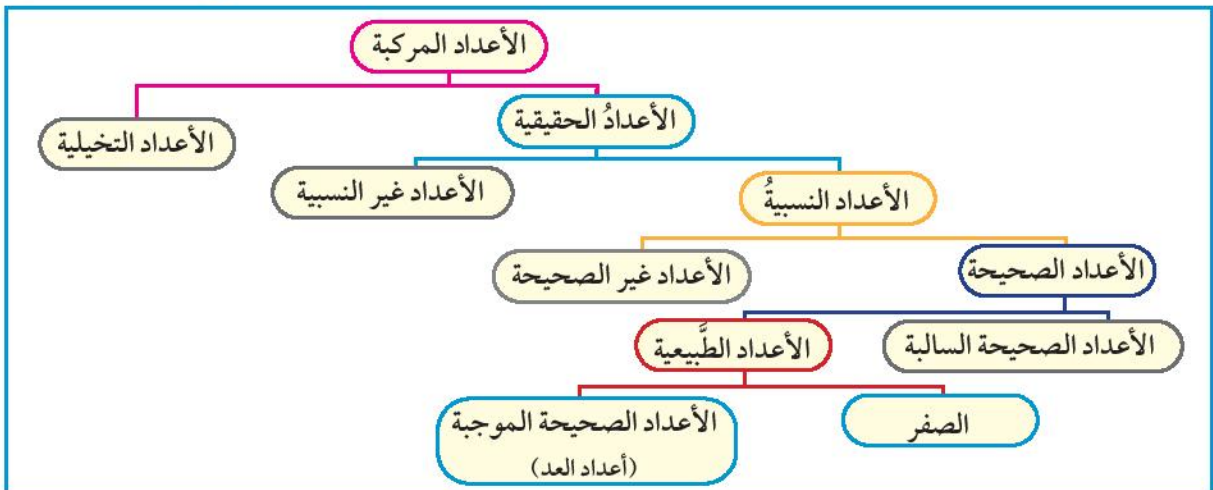 الأعداد المركبة
الأعدادُ الحقيقية
الأعداد التخيلية
الأعداد النسبيةُ
الأعداد غير النسبية
الأعداد الصحيحة
الأعداد غير الصحيحة
الأعداد الصحيحة السالبة
الأعداد الطَّبيعية
الصفر
الأعداد الصحيحة الموجبة
(أعداد العد)